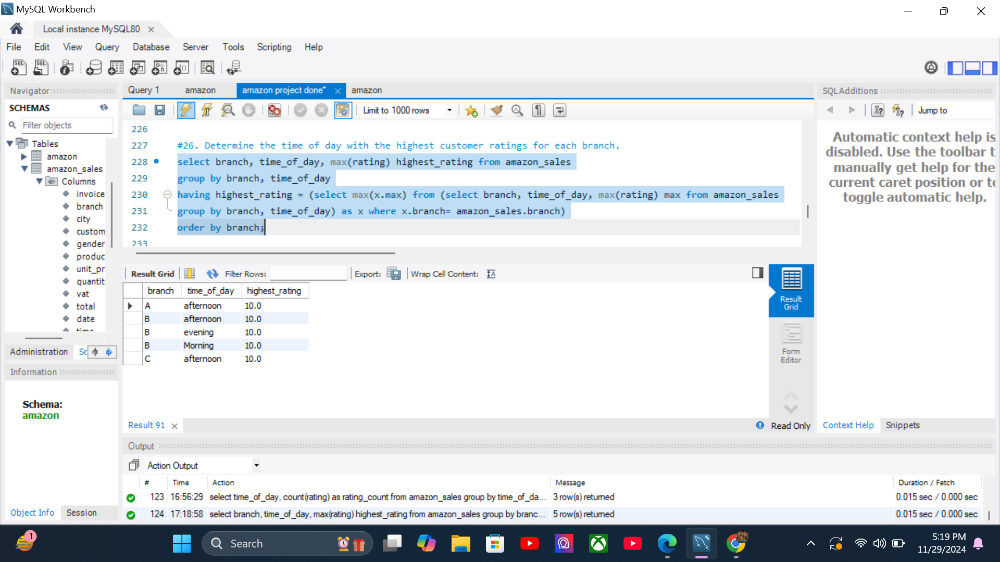 MySQL Workbench
Local instance MySQL80
File Edit View Query Database Server Tools Scripting Help
Navigator
SCHEMAS
Filter objects
Tables
amazon
amazon_sales
Columns
invoice
branch
city
custom
gender
produc
unit_pr
quantit
vat
total
date
time
Administration Sc
Information
Schema:
amazon
Object Info Session
Query 1 amazon amazon project done* amazon
Limit to 1000 rows
226
227 #26. Determine the time of day with the highest customer ratings for each branch.
228 select branch, time_of_day, max(rating) highest_rating from amazon_sales
229 group by branch, time_of_day
230 having highest_rating = (select max(x.max) from (select branch, time_of_day, max(rating) max from amazon_sales
231 group by branch, time_of_day) as x where x.branch= amazon_sales.branch)
232 order by branch;
233
Result Grid Filter Rows: Export: Wrap Cell Content:
branch time_of_day highest_rating
A afternoon 10.0
B afternoon 10.0
B evening 10.0
B Morning 10.0
C afternoon 10.0
Result
Grid
Form
Editor
Result 91
Read Only
SQLAdditions
Jump to
Automatic context help is
disabled. Use the toolbar t
manually get help for the
current caret position or to
toggle automatic help.
Context Help Snippets
Output
Action Output
# Time Action Message Duration / Fetch
123 16:56:29 select time_of_day, count(rating) as rating_count from amazon_sales group by time_of_da... 3 row(s) returned 0.015 sec / 0.000 sec
124 17:18:58 select branch, time_of_day, max(rating) highest_rating from amazon_sales group by branc... 5 row(s) returned 0.015 sec / 0.000 sec
1
Search
5:19 PM
11/29/2024